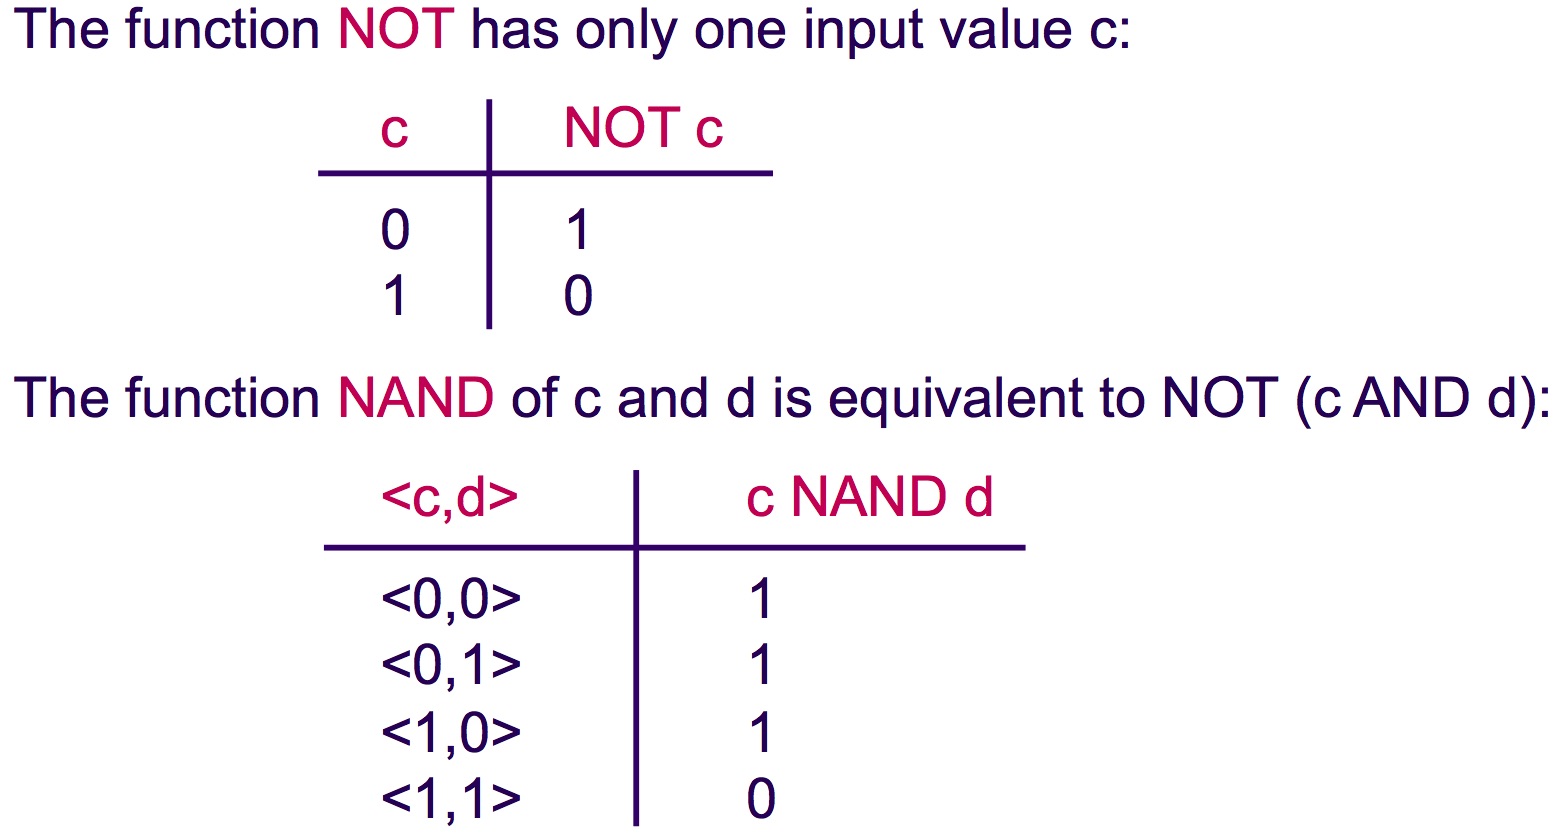 The function NOT has only one input value c:
c NOT c
0 1
1 0
The function NAND of c and d is equivalent to NOT (c AND d):
<c,d> c NAND d
<0,0> 1
<0,1> 1
<1,0> 1
<1,1> 0